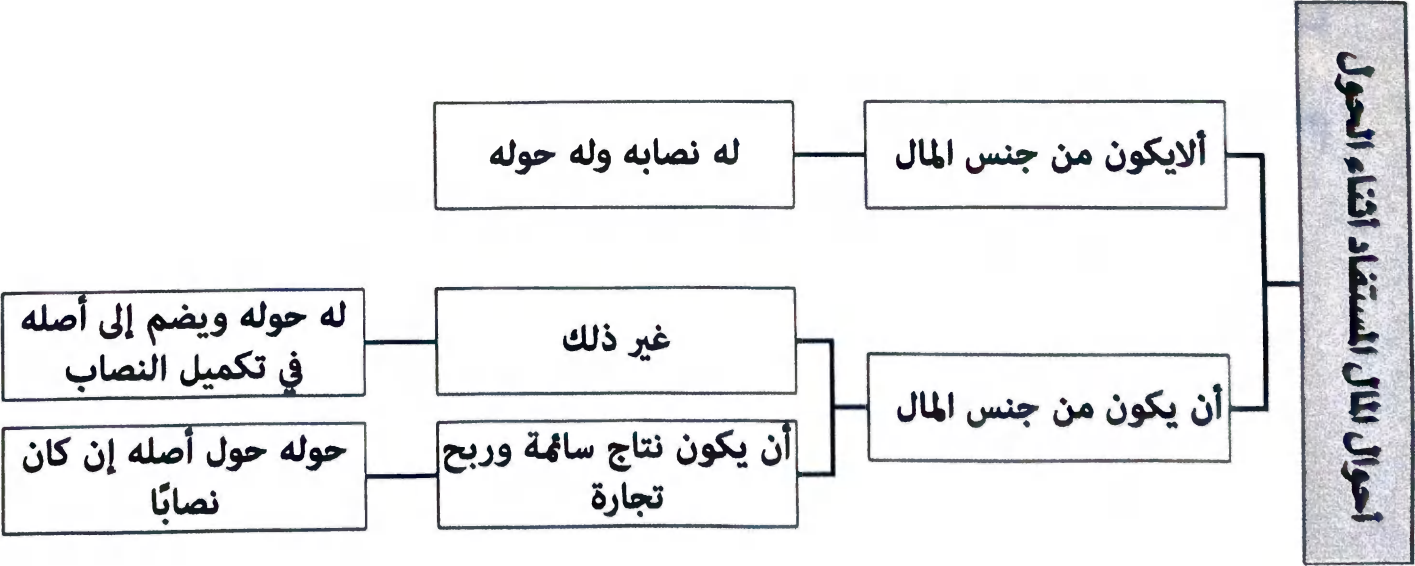 أحوال المال المستفاد أثناء الحول
ألايكون من جنس المال
له نصابه وله حوله
أن يكون من جنس المال
غير ذلك
له حوله ويضم إلى أصله
في تكميل النصاب
أن يكون نتاج سائمة وربح
تجارة
حوله حول أصله إن كان
نصابًا